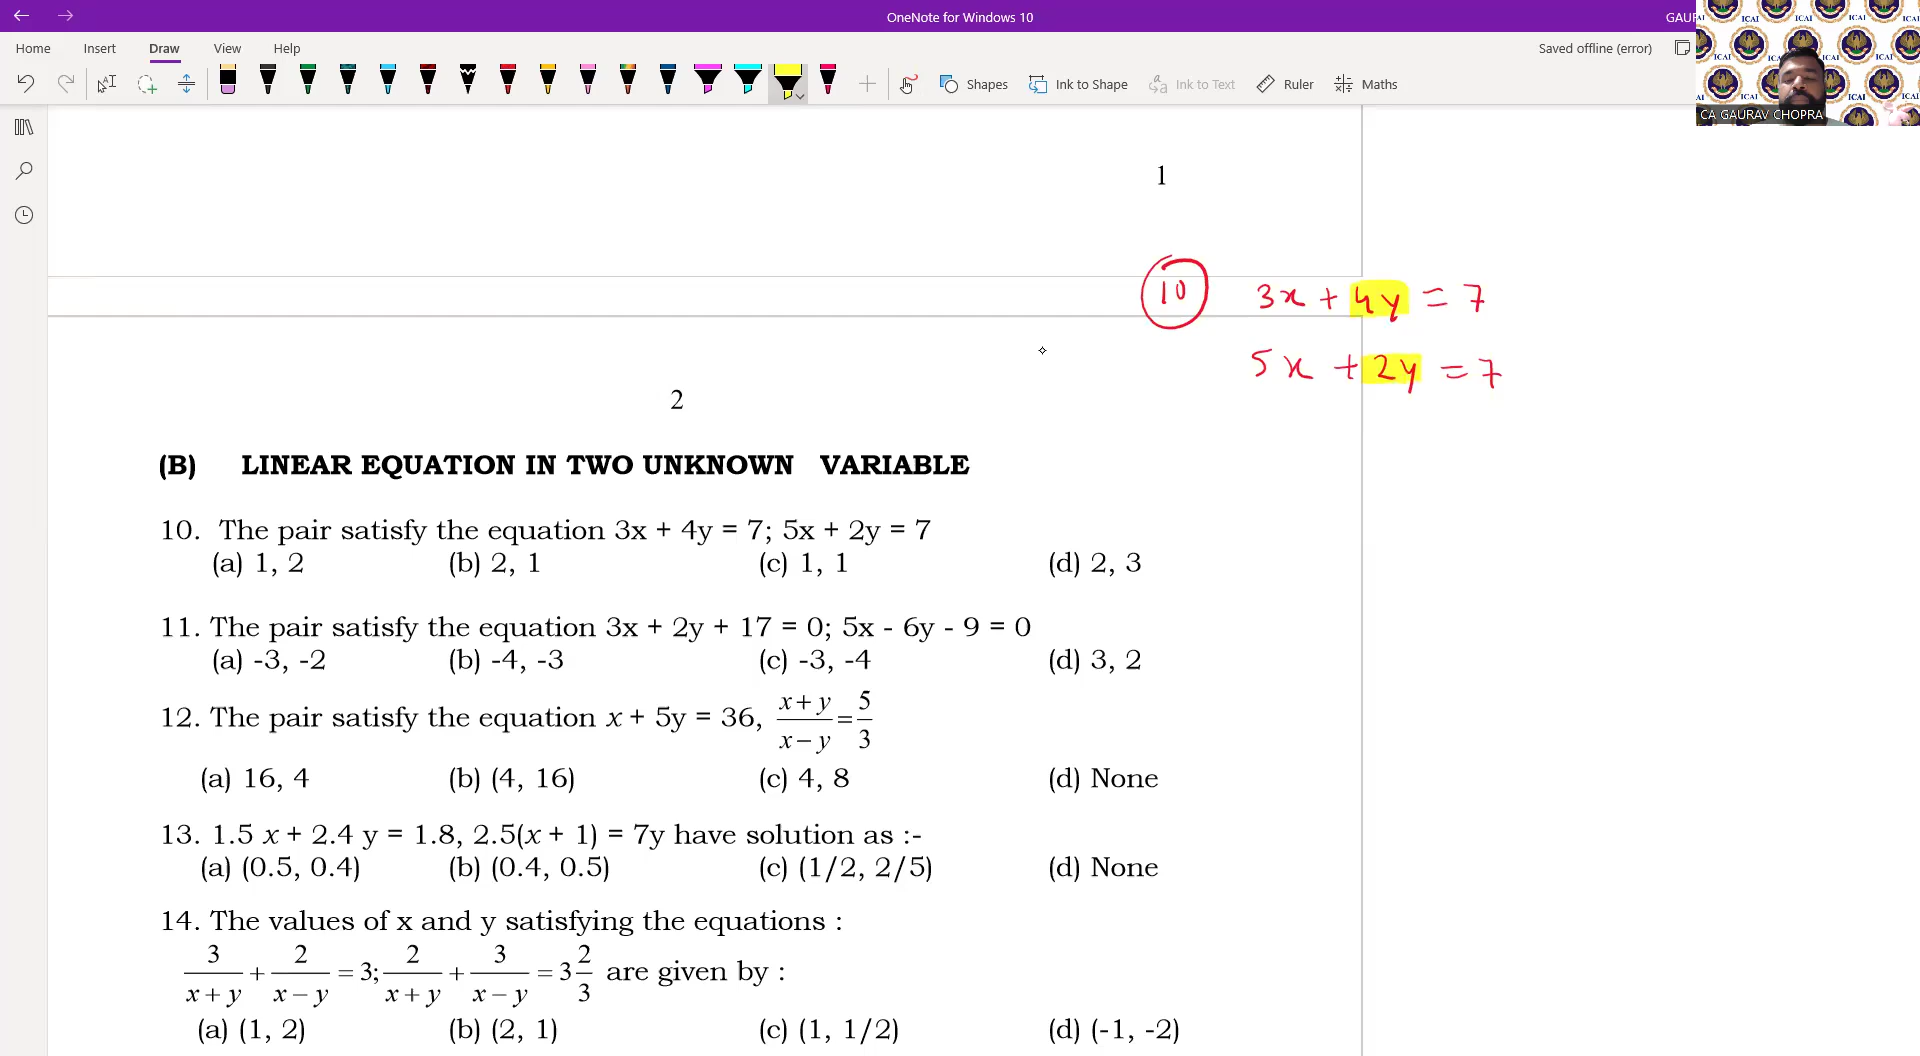 OneNote for Windows 10
Home Insert Draw View Help
Saved offline (error)
Shapes Ink to Shape Ink to Text Ruler Maths
ICAI ICAI ICAI
CA GAURAV CHOPRA
1
10 3x + 4y = 7
5x + 2y = 7
2
(B) LINEAR EQUATION IN TWO UNKNOWN VARIABLE
10. The pair satisfy the equation 3x + 4y = 7; 5x + 2y = 7
(a) 1, 2 (b) 2, 1 (c) 1, 1 (d) 2, 3
11. The pair satisfy the equation 3x + 2y + 17 = 0; 5x - 6y - 9 = 0
(a) -3, -2 (b) -4, -3 (c) -3, -4 (d) 3, 2
12. The pair satisfy the equation x + 5y = 36, (x + y)/(x − y) = 5/3
(a) 16, 4 (b) (4, 16) (c) 4, 8 (d) None
13. 1.5 x + 2.4 y = 1.8, 2.5(x + 1) = 7y have solution as :-
(a) (0.5, 0.4) (b) (0.4, 0.5) (c) (1/2, 2/5) (d) None
14. The values of x and y satisfying the equations :
3/(x + y) + 2/(x − y) = 3; 2/(x + y) + 3/(x − y) = 3 2/3 are given by :
(a) (1, 2) (b) (2, 1) (c) (1, 1/2) (d) (-1, -2)